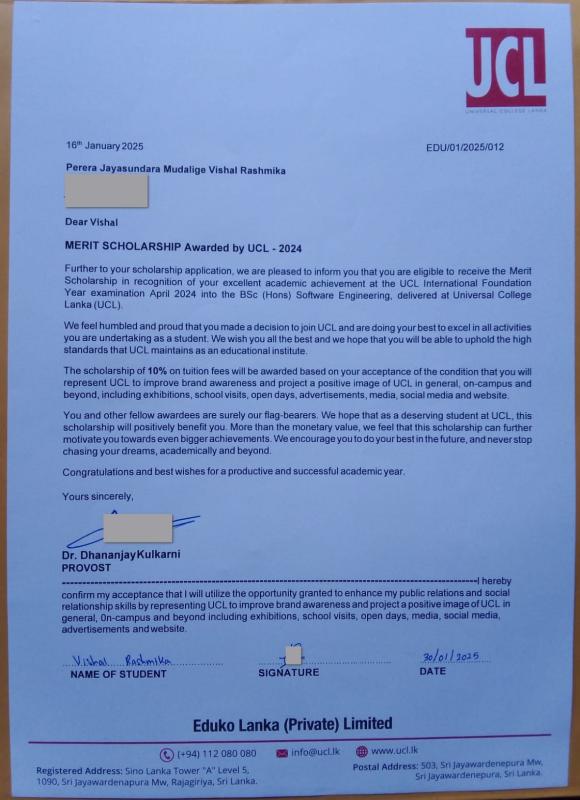 UCL
UNIVERSAL COLLEGE LANKA
16th January 2025
EDU/01/2025/012
Perera Jayasundara Mudalige Vishal Rashmika
Dear Vishal
MERIT SCHOLARSHIP Awarded by UCL - 2024
Further to your scholarship application, we are pleased to inform you that you are eligible to receive the Merit
Scholarship in recognition of your excellent academic achievement at the UCL International Foundation
Year examination April 2024 into the BSc (Hons) Software Engineering, delivered at Universal College
Lanka (UCL).
We feel humbled and proud that you made a decision to join UCL and are doing your best to excel in all activities
you are undertaking as a student. We wish you all the best and we hope that you will be able to uphold the high
standards that UCL maintains as an educational institute.
The scholarship of 10% on tuition fees will be awarded based on your acceptance of the condition that you will
represent UCL to improve brand awareness and project a positive image of UCL in general, on-campus and
beyond, including exhibitions, school visits, open days, advertisements, media, social media and website.
You and other fellow awardees are surely our flag-bearers. We hope that as a deserving student at UCL, this
scholarship will positively benefit you. More than the monetary value, we feel that this scholarship can further
motivate you towards even bigger achievements. We encourage you to do your best in the future, and never stop
chasing your dreams, academically and beyond.
Congratulations and best wishes for a productive and successful academic year.
Yours sincerely,
Dr. DhananjayKulkarni
PROVOST
I hereby
confirm my acceptance that I will utilize the opportunity granted to enhance my public relations and social
relationship skills by representing UCL to improve brand awareness and project a positive image of UCL in
general, 0n-campus and beyond including exhibitions, school visits, open days, media, social media,
advertisements and website.
Vishal Rashmika
30/01/2025
NAME OF STUDENT
SIGNATURE
DATE
Eduko Lanka (Private) Limited
(+94) 112 080 080
info@ucl.lk
www.ucl.lk
Registered Address: Sino Lanka Tower "A" Level 5,
1090, Sri Jayawardenepura Mw, Rajagiriya, Sri Lanka.
Postal Address: 503, Sri Jayawardenepura Mw,
Sri Jayawardenepura, Sri Lanka.